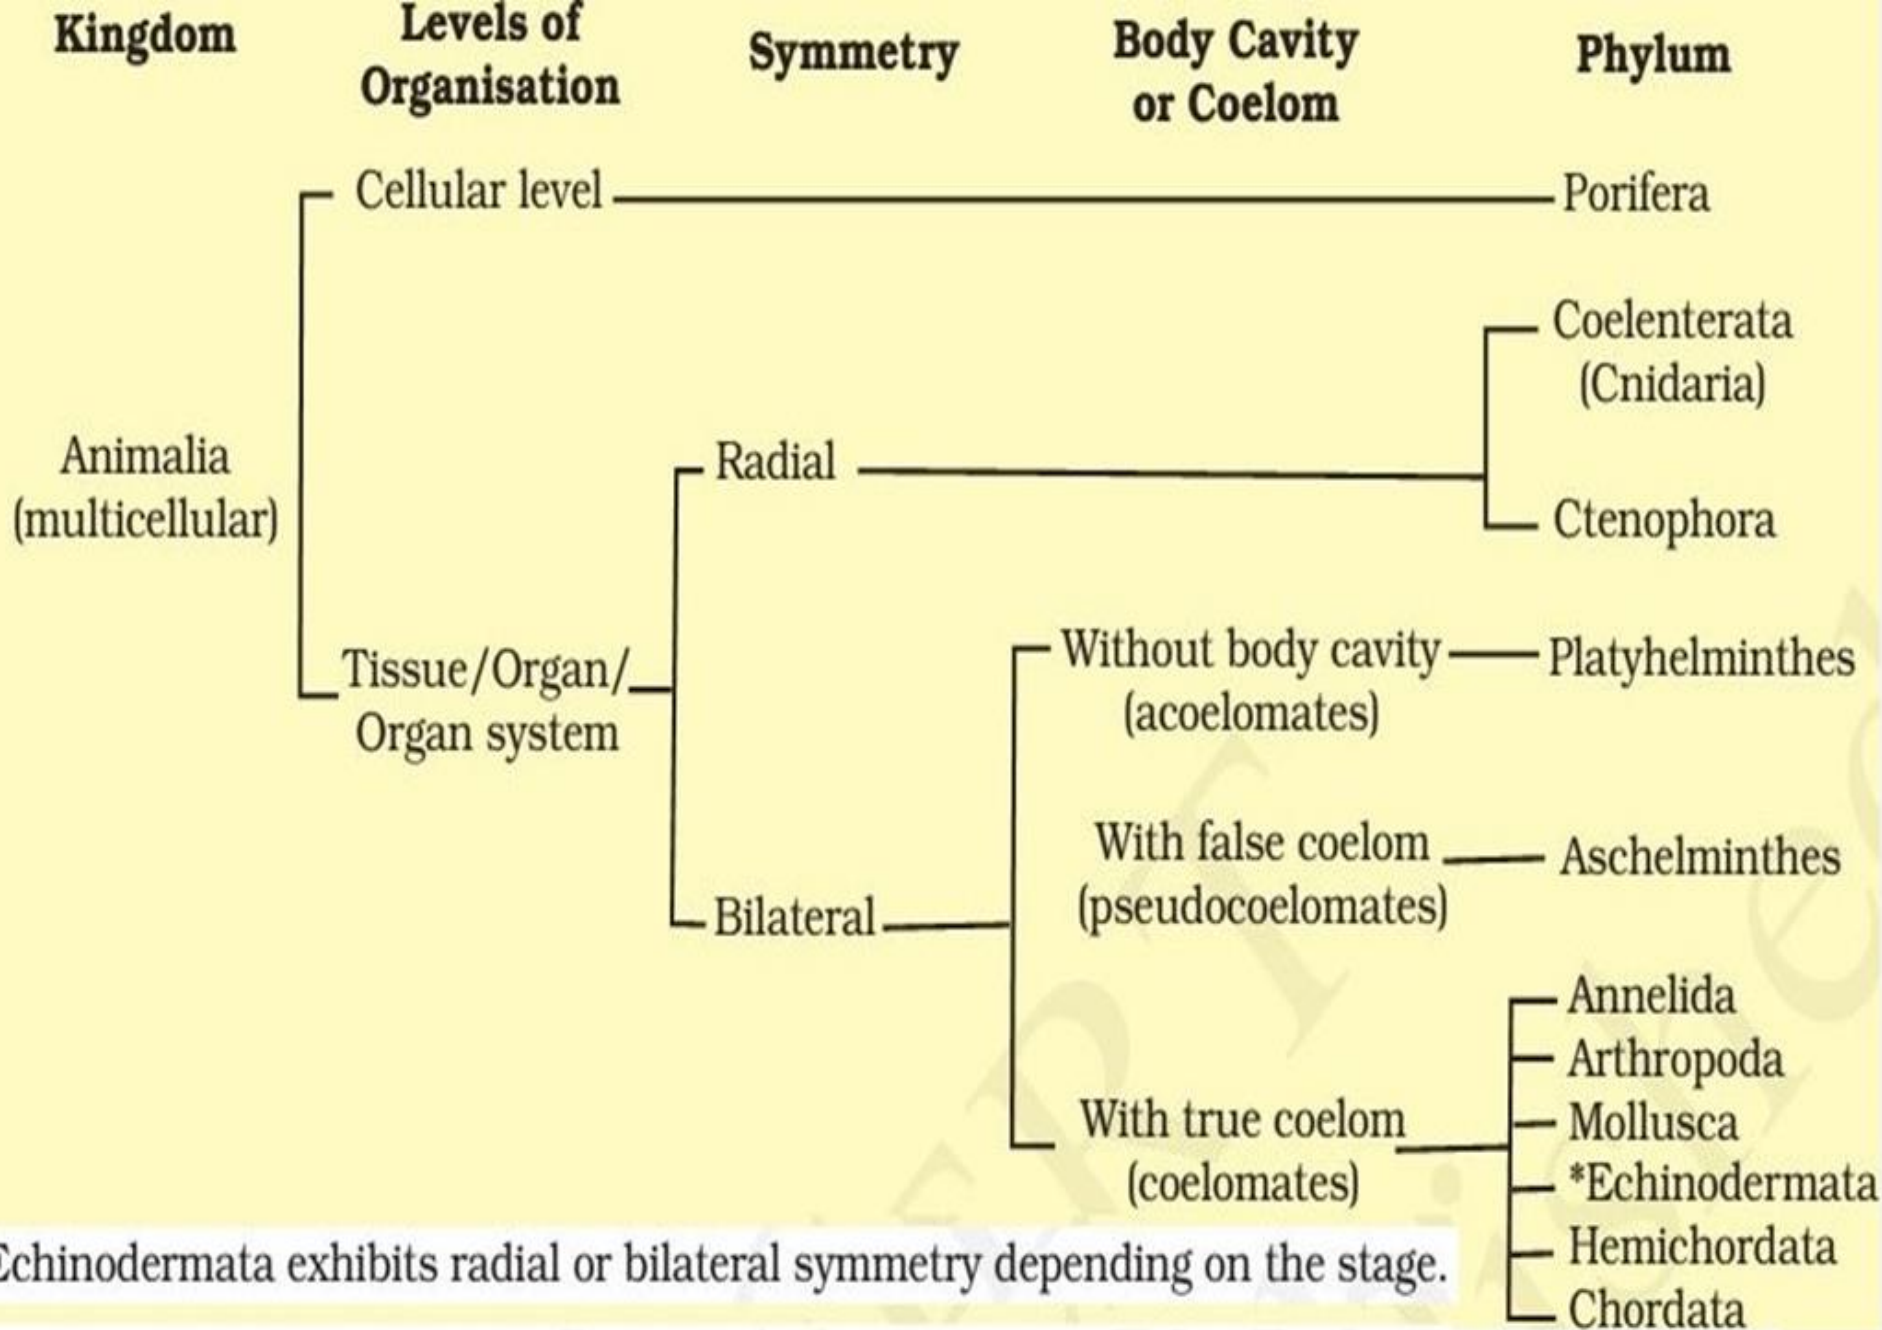 Kingdom
Levels of
Organisation
Symmetry
Body Cavity
or Coelom
Phylum
Cellular level
Porifera
Coelenterata
(Cnidaria)
Animalia
(multicellular)
Radial
Ctenophora
Tissue/Organ/
Organ system
Without body cavity
(acoelomates)
Platyhelminthes
With false coelom
(pseudocoelomates)
Aschelminthes
Bilateral
Annelida
Arthropoda
With true coelom
(coelomates)
Mollusca
*Echinodermata
Hemichordata
Chordata
Echinodermata exhibits radial or bilateral symmetry depending on the stage.